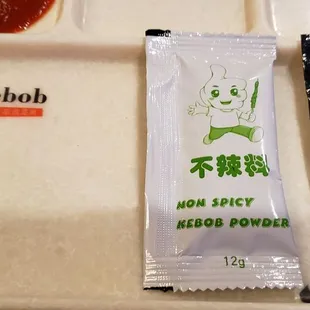 ebob
不辣料
NON SPICY
KEBOB POWDER
12g